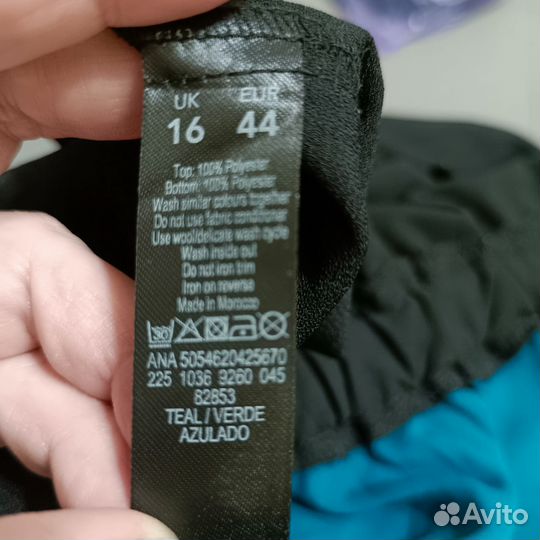 UK EUR
16 44
Top: 100% Polyester
Bottom: 100% Polyester
Wash similar colours together
Do not use fabric conditioner
Use wool/delicate wash cycle
Wash inside out
Do not iron trim
Iron on reverse
Made in Morocco
ANA 5054620425670
225 1036 9260 045
82853
TEAL / VERDE
AZULADO
Avito